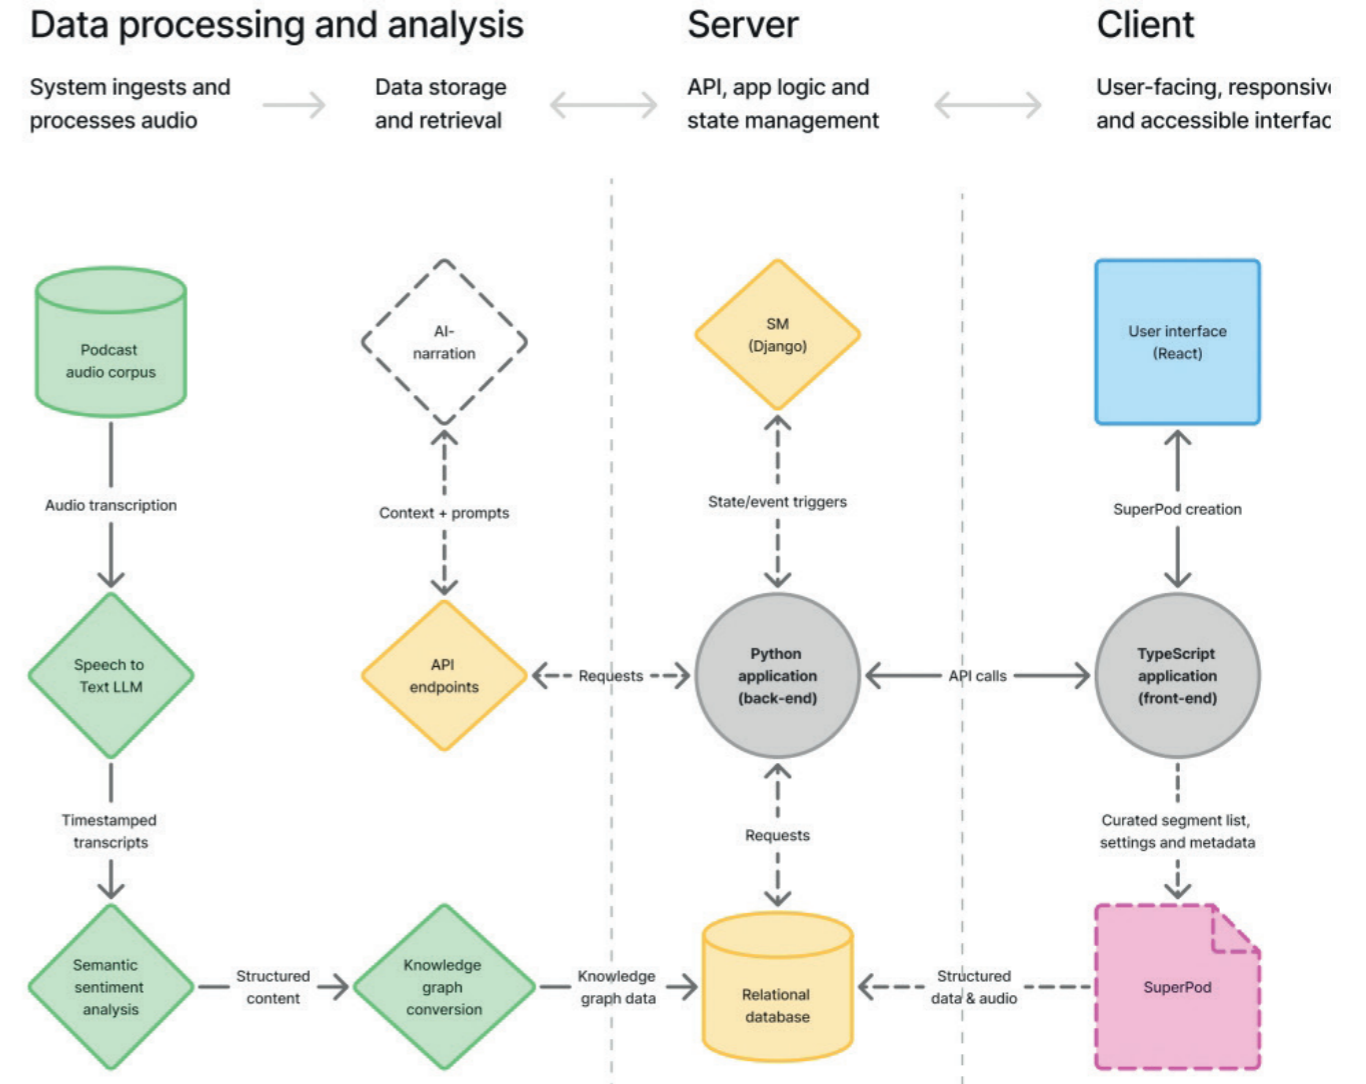 Data processing and analysis
Server
Client
System ingests and
processes audio
Data storage
and retrieval
API, app logic and
state management
User-facing, responsiv
and accessible interfac
Podcast
audio corpus
AI-
narration
SM
(Django)
User interface
(React)
Audio transcription
Context + prompts
State/event triggers
SuperPod creation
Speech to
Text LLM
API
endpoints
Requests
Python
application
(back-end)
API calls
TypeScript
application
(front-end)
Timestamped
transcripts
Requests
Curated segment list,
settings and metadata
Semantic
sentiment
analysis
Structured
content
Knowledge
graph
conversion
Knowledge
graph data
Relational
database
Structured
data & audio
SuperPod